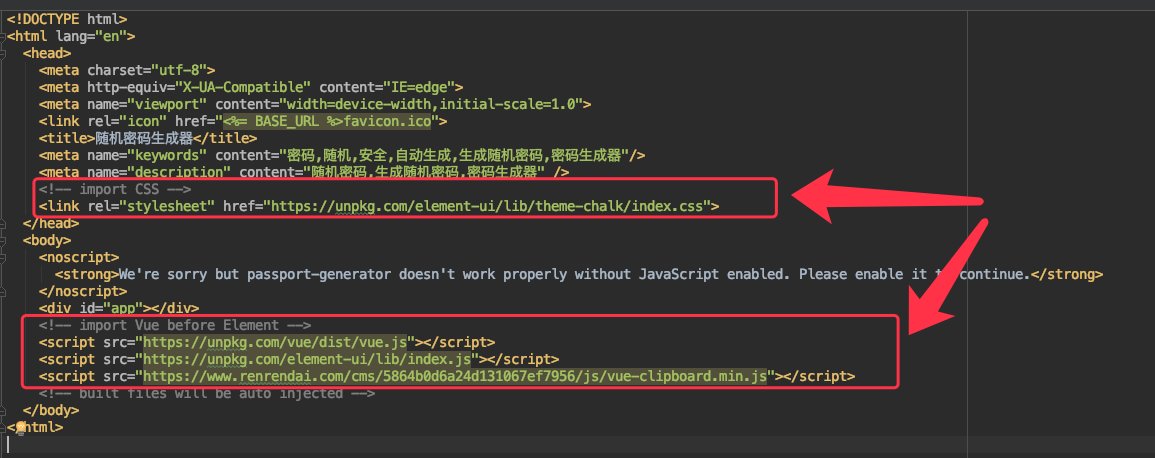 <!DOCTYPE html>
<html lang="en">
<head>
<meta charset="utf-8">
<meta http-equiv="X-UA-Compatible" content="IE=edge">
<meta name="viewport" content="width=device-width,initial-scale=1.0">
<link rel="icon" href="<%= BASE_URL %>favicon.ico">
<title>随机密码生成器</title>
<meta name="keywords" content="密码,随机,安全,自动生成,生成随机密码,密码生成器"/>
<meta name="description" content="随机密码,生成随机密码,密码生成器" />
<!-- import CSS -->
<link rel="stylesheet" href="https://unpkg.com/element-ui/lib/theme-chalk/index.css">
</head>
<body>
<noscript>
<strong>We're sorry but passport-generator doesn't work properly without JavaScript enabled. Please enable it continue.</strong>
</noscript>
<div id="app"></div>
<!-- import Vue before Element -->
<script src="https://unpkg.com/vue/dist/vue.js"></script>
<script src="https://unpkg.com/element-ui/lib/index.js"></script>
<script src="https://www.renrendai.com/cms/5864b0d6a24d131067ef7956/js/vue-clipboard.min.js"></script>
<!-- built files will be auto injected -->
</body>
</html>